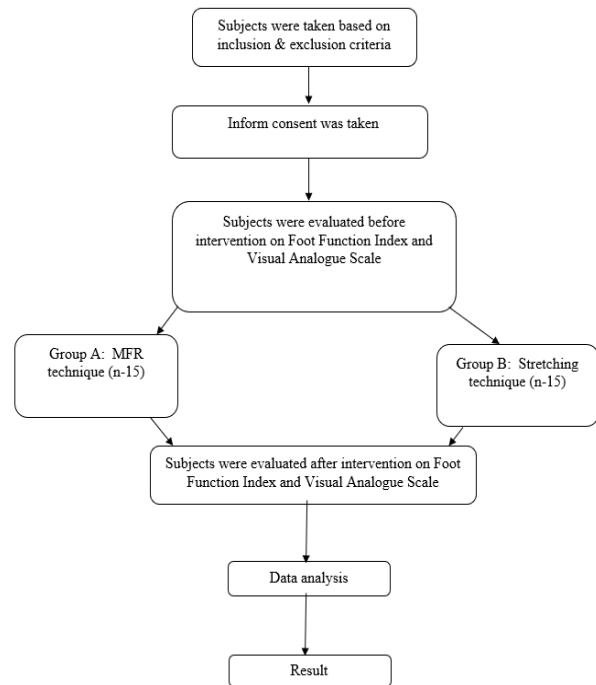 Subjects were taken based on
inclusion & exclusion criteria
Inform consent was taken
Subjects were evaluated before
intervention on Foot Function Index and
Visual Analogue Scale
Group A:  MFR
technique (n-15)
Group B:  Stretching
technique (n-15)
Subjects were evaluated after intervention on Foot
Function Index and Visual Analogue Scale
Data analysis
Result